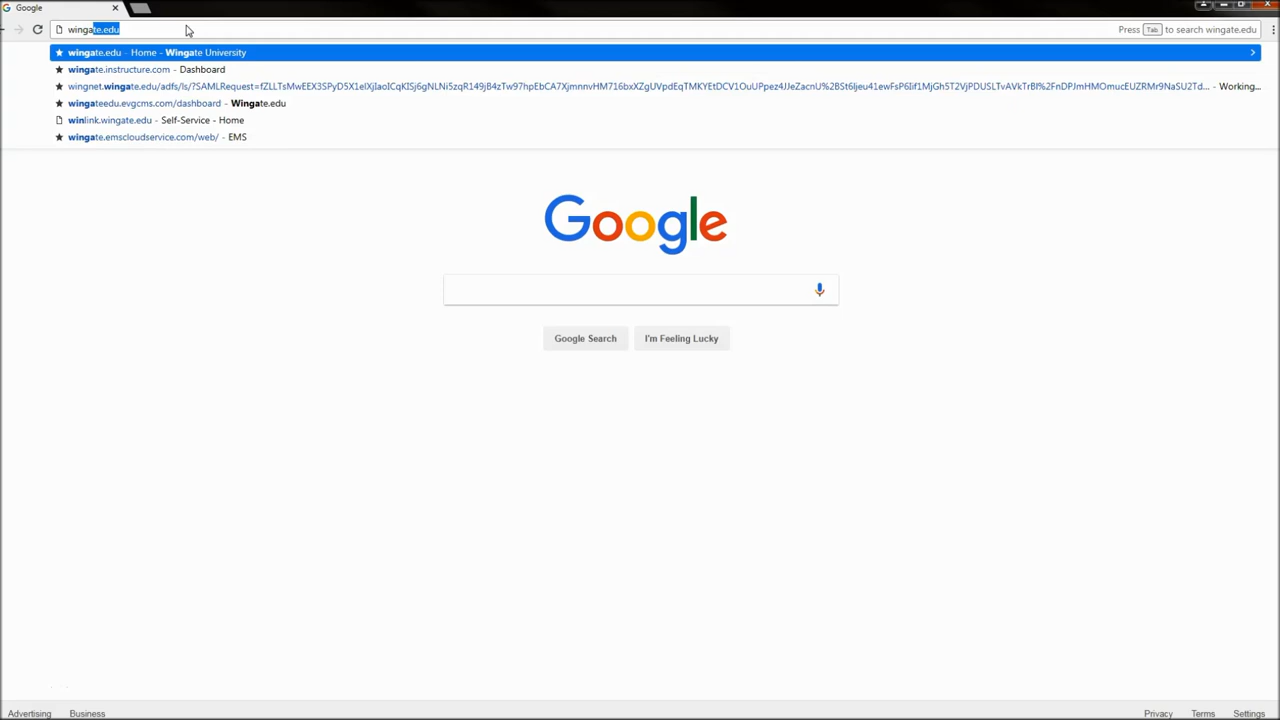 Google
wingate.edu
Press Tab to search wingate.edu
wingate.edu - Home - Wingate University
wingate.instructure.com - Dashboard
wingateedu.evgcms.com/dashboard - Wingate.edu
winlink.wingate.edu - Self-Service - Home
wingate.emscloudservice.com/web/ - EMS
Google
Google Search
I'm Feeling Lucky
Advertising Business
Privacy Terms Settings